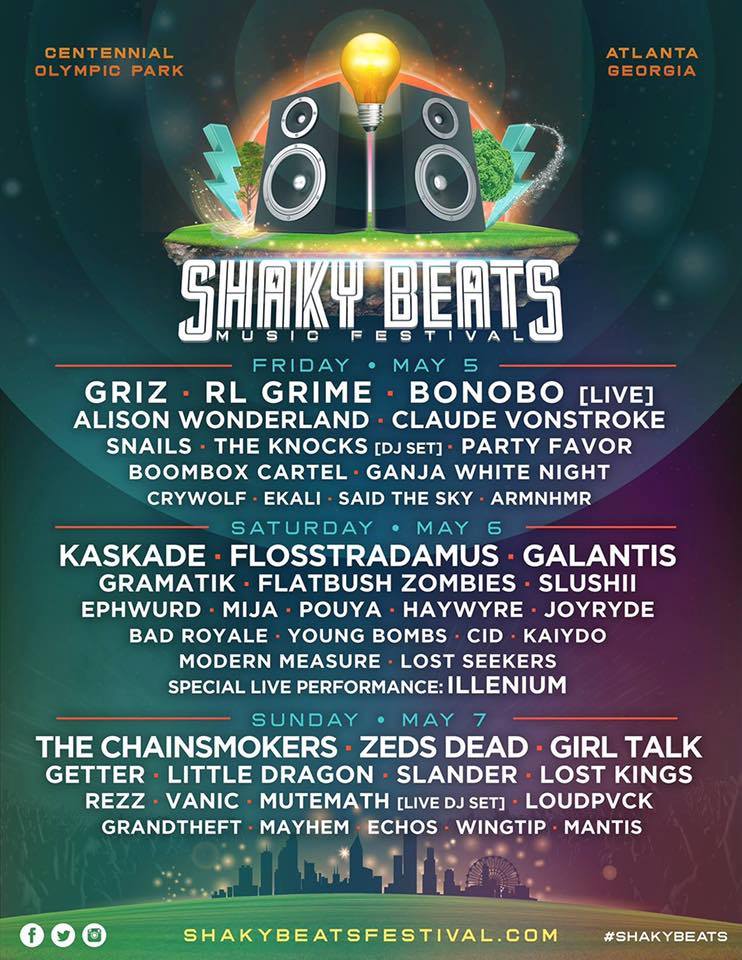 CENTENNIAL
OLYMPIC PARK
ATLANTA
GEORGIA
SHAKY BEATS
MUSIC FESTIVAL
FRIDAY • MAY 5
GRIZ · RL GRIME · BONOBO [LIVE]
ALISON WONDERLAND · CLAUDE VONSTROKE
SNAILS · THE KNOCKS [DJ SET] · PARTY FAVOR
BOOMBOX CARTEL · GANJA WHITE NIGHT
CRYWOLF · EKALI · SAID THE SKY · ARMNHMR
SATURDAY • MAY 6
KASKADE · FLOSSTRADAMUS · GALANTIS
GRAMATIK · FLATBUSH ZOMBIES · SLUSHII
EPHWURD · MIJA · POUYA · HAYWYRE · JOYRYDE
BAD ROYALE · YOUNG BOMBS · CID · KAIYDO
MODERN MEASURE · LOST SEEKERS
SPECIAL LIVE PERFORMANCE: ILLENIUM
SUNDAY • MAY 7
THE CHAINSMOKERS · ZEDS DEAD · GIRL TALK
GETTER · LITTLE DRAGON · SLANDER · LOST KINGS
REZZ · VANIC · MUTEMATH [LIVE DJ SET] · LOUDPVCK
GRANDTHEFT · MAYHEM · ECHOS · WINGTIP · MANTIS
SHAKYBEATSFESTIVAL.COM
#SHAKYBEATS